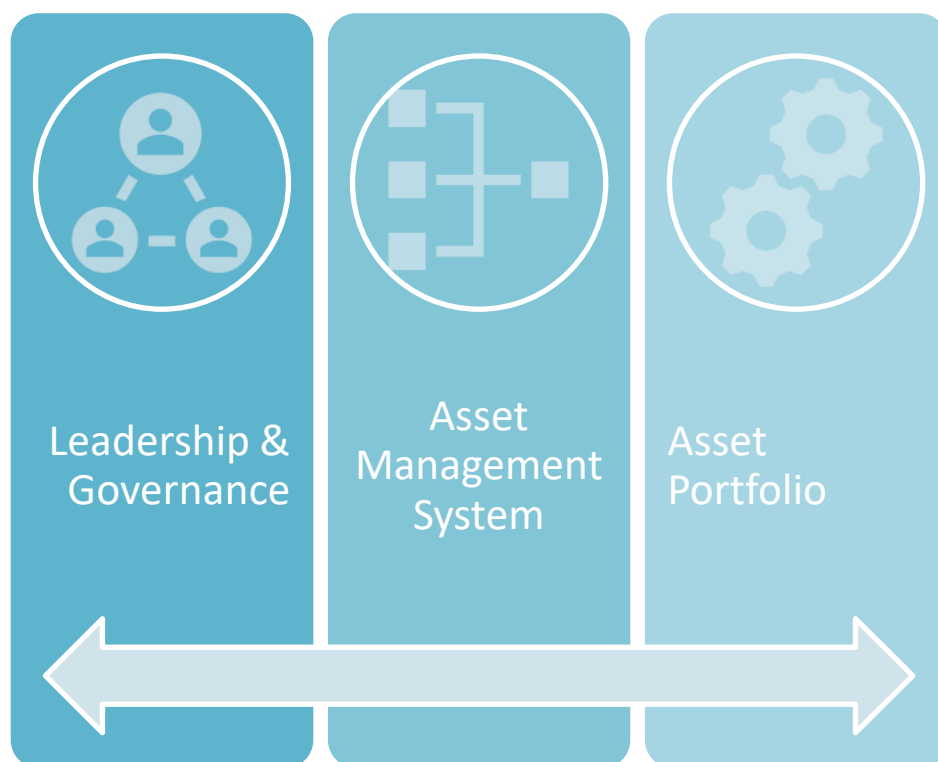 Leadership &
Governance
Asset
Management
System
Asset
Portfolio